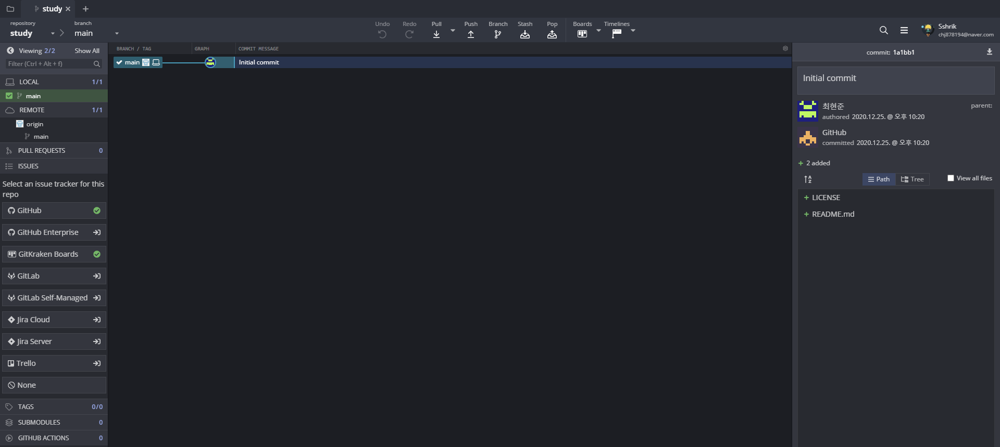 study
repository
study
branch
main
Undo
Redo
Pull
Push
Branch
Stash
Pop
Boards
Timelines
Sshrik
chj878194@naver.com
Viewing 2/2
Show All
Filter (Ctrl + Alt + f)
LOCAL 1/1
main
REMOTE 1/1
origin
main
PULL REQUESTS 0
ISSUES
Select an issue tracker for this
repo
GitHub
GitHub Enterprise
GitKraken Boards
GitLab
GitLab Self-Managed
Jira Cloud
Jira Server
Trello
None
TAGS 0/0
SUBMODULES 0
GITHUB ACTIONS 0
BRANCH / TAG
GRAPH
COMMIT MESSAGE
main
Initial commit
commit: 1a1bb1
Initial commit
최현준
parent:
authored 2020.12.25. @ 오후 10:20
GitHub
committed 2020.12.25. @ 오후 10:20
+ 2 added
A
Z
Path
Tree
View all files
+ LICENSE
+ README.md